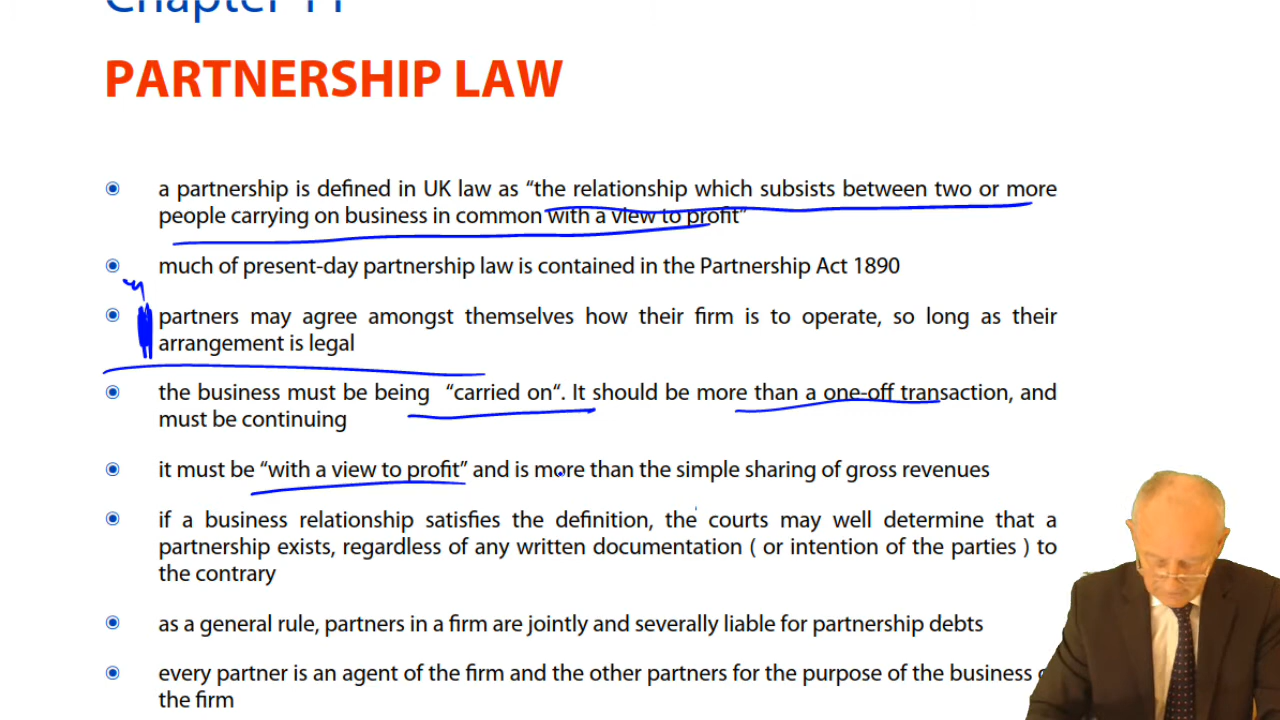 Chapter 11
PARTNERSHIP LAW
a partnership is defined in UK law as “the relationship which subsists between two or more
people carrying on business in common with a view to profit”
much of present-day partnership law is contained in the Partnership Act 1890
partners may agree amongst themselves how their firm is to operate, so long as their
arrangement is legal
the business must be being “carried on“. It should be more than a one-off transaction, and
must be continuing
it must be “with a view to profit” and is more than the simple sharing of gross revenues
if a business relationship satisfies the definition, the courts may well determine that a
partnership exists, regardless of any written documentation ( or intention of the parties ) to
the contrary
as a general rule, partners in a firm are jointly and severally liable for partnership debts
every partner is an agent of the firm and the other partners for the purpose of the business
the firm